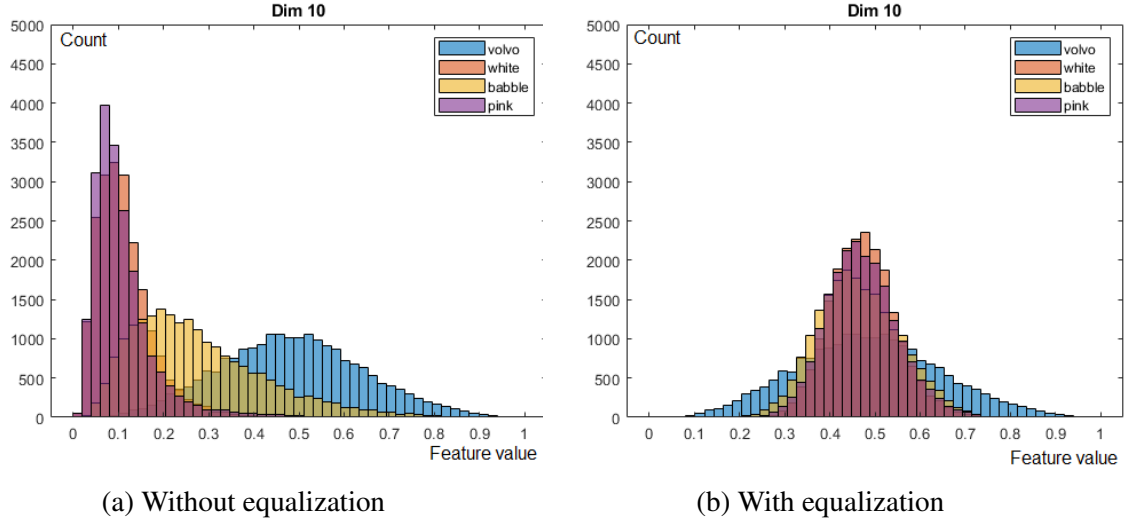 Dim 10
Count
5000
4500
4000
3500
3000
2500
2000
1500
1000
500
0
volvo
white
babble
pink
0 0.1 0.2 0.3 0.4 0.5 0.6 0.7 0.8 0.9 1
Feature value
(a) Without equalization
Dim 10
Count
5000
4500
4000
3500
3000
2500
2000
1500
1000
500
0
volvo
white
babble
pink
0 0.1 0.2 0.3 0.4 0.5 0.6 0.7 0.8 0.9 1
Feature value
(b) With equalization